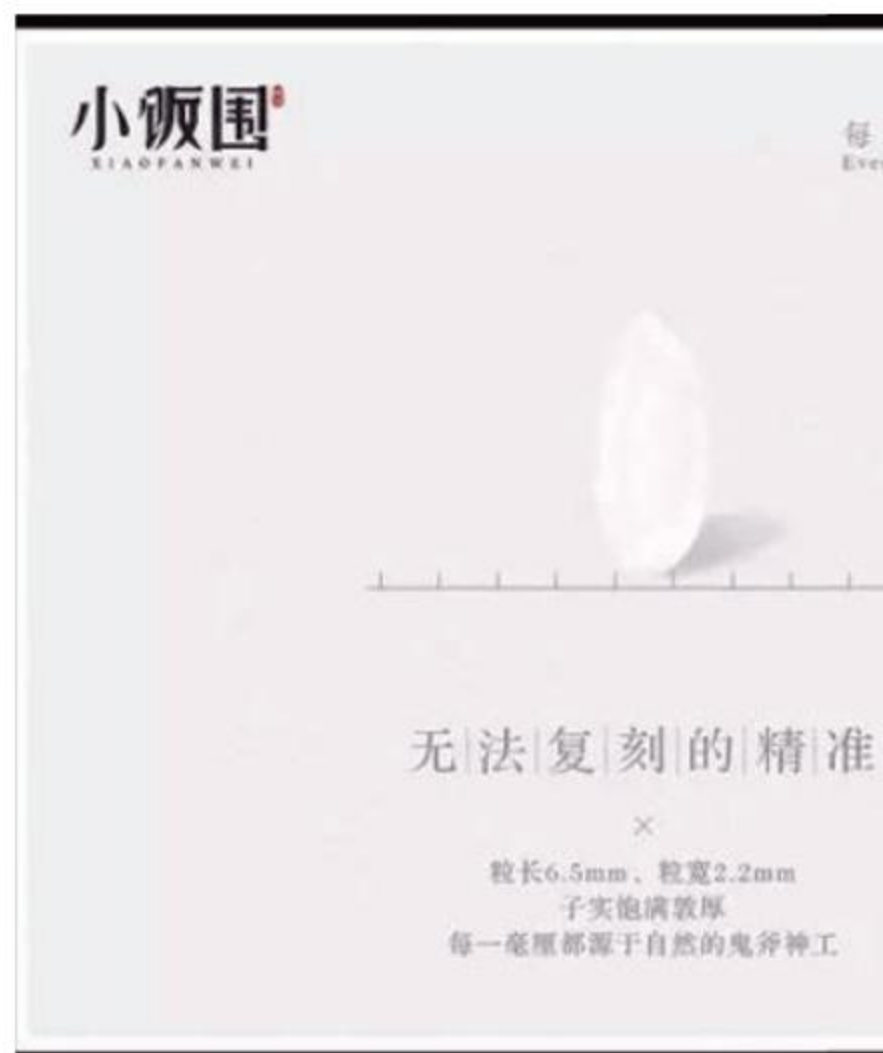 小饭围
XIAOFANWEI
每
Eve
无法复刻的精准
×
粒长6.5mm、粒宽2.2mm
子实饱满敦厚
每一毫厘都源于自然的鬼斧神工